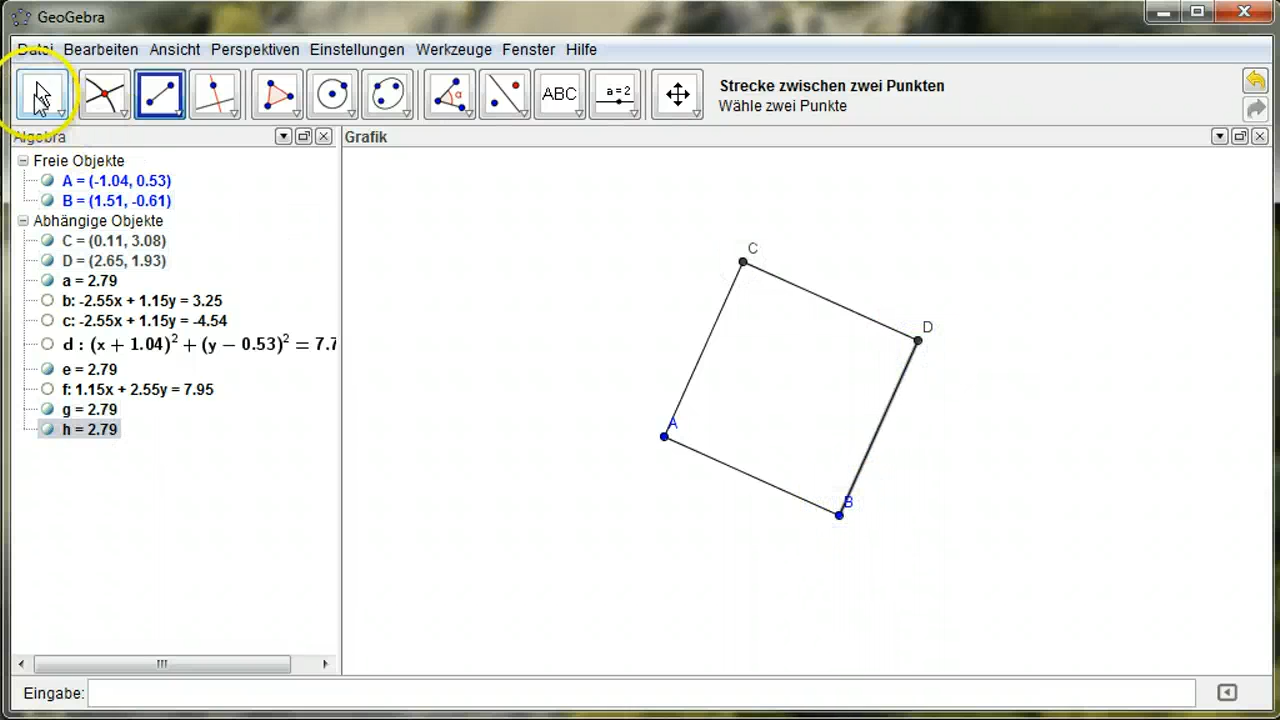 GeoGebra
Datei Bearbeiten Ansicht Perspektiven Einstellungen Werkzeuge Fenster Hilfe
ABC
a = 2
α
Strecke zwischen zwei Punkten
Wähle zwei Punkte
Algebra
Grafik
Freie Objekte
A = (-1.04, 0.53)
B = (1.51, -0.61)
Abhängige Objekte
C = (0.11, 3.08)
D = (2.65, 1.93)
a = 2.79
b: -2.55x + 1.15y = 3.25
c: -2.55x + 1.15y = -4.54
d : (x + 1.04)² + (y − 0.53)² = 7.7
e = 2.79
f: 1.15x + 2.55y = 7.95
g = 2.79
h = 2.79
C
D
A
B
Eingabe: